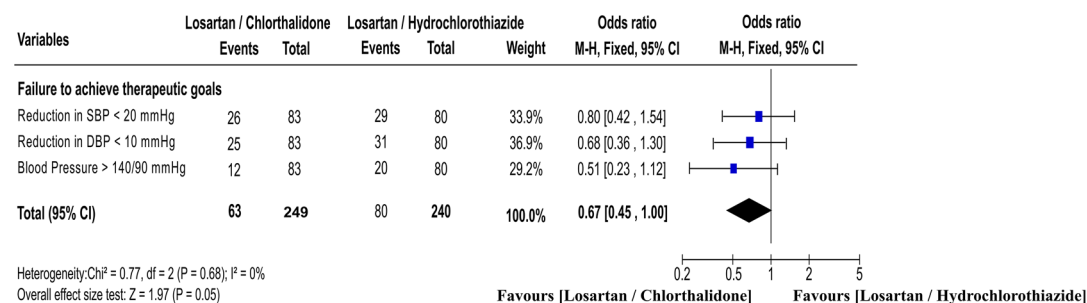 Losartan / Chlorthalidone Losartan / Hydrochlorothiazide Odds ratio Odds ratio
Variables Events Total Events Total Weight M-H, Fixed, 95% CI M-H, Fixed, 95% CI
Failure to achieve therapeutic goals
Reduction in SBP < 20 mmHg 26 83 29 80 33.9% 0.80 [0.42 , 1.54]
Reduction in DBP < 10 mmHg 25 83 31 80 36.9% 0.68 [0.36 , 1.30]
Blood Pressure > 140/90 mmHg 12 83 20 80 29.2% 0.51 [0.23 , 1.12]
Total (95% CI) 63 249 80 240 100.0% 0.67 [0.45 , 1.00]
0.2 0.5 1 2 5
Heterogeneity:Chi² = 0.77, df = 2 (P = 0.68); I² = 0%
Overall effect size test: Z = 1.97 (P = 0.05) Favours [Losartan / Chlorthalidone] Favours [Losartan / Hydrochlorothiazide]